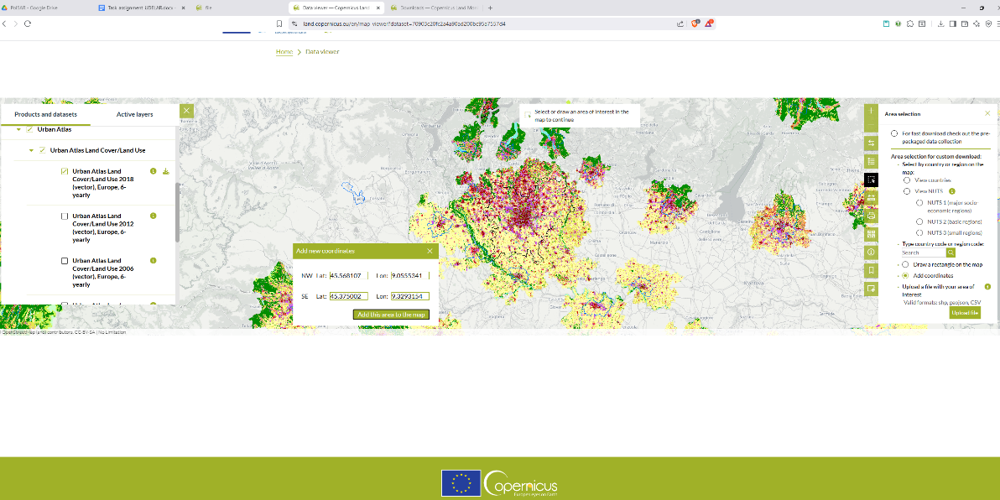 PolSAR – Google Drive
Task assignment_UDELAR.docx –
file
Data viewer — Copernicus Land
Downloads — Copernicus Land Mon
land.copernicus.eu/en/map-viewer?dataset=70903c20fc2a4a90ad200bc95a7557d4
Home > Data viewer
Products and datasets
Active layers
Urban Atlas
Urban Atlas Land Cover/Land Use
Urban Atlas Land
Cover/Land Use 2018
(vector), Europe, 6-
yearly
Urban Atlas Land
Cover/Land Use 2012
(vector), Europe, 6-
yearly
Urban Atlas Land
Cover/Land Use 2006
(vector), Europe, 6-
yearly
Select or draw an area of interest in the
map to continue
Add new coordinates
NW Lat: 45.568107 Lon: 9.0555341
SE Lat: 45.375002 Lon: 9.3293154
Add this area to the map
Area selection
For fast download check out the pre-
packaged data collection
Area selection for custom download:
Select by country or region on the
map:
View countries
View NUTS
NUTS 1 (major socio-
economic regions)
NUTS 2 (basic regions)
NUTS 3 (small regions)
Type country code or region code:
Search
Draw a rectangle on the map
Add coordinates
Upload a file with your area of
interest
Valid formats: shp, geojson, CSV
Upload file
Mantova
Voghera
Crema
Biella
Borgomanero
OpenStreetMap (and) contributors, CC-BY-SA | No Limitation
Copernicus
Europe's eyes on Earth